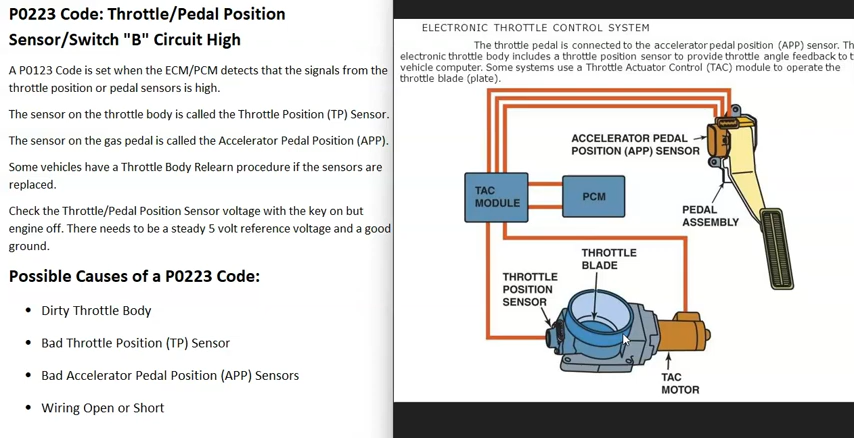 P0223 Code: Throttle/Pedal Position
Sensor/Switch "B" Circuit High
A P0123 Code is set when the ECM/PCM detects that the signals from the
throttle position or pedal sensors is high.
The sensor on the throttle body is called the Throttle Position (TP) Sensor.
The sensor on the gas pedal is called the Accelerator Pedal Position (APP).
Some vehicles have a Throttle Body Relearn procedure if the sensors are
replaced.
Check the Throttle/Pedal Position Sensor voltage with the key on but
engine off. There needs to be a steady 5 volt reference voltage and a good
ground.
Possible Causes of a P0223 Code:
• Dirty Throttle Body
• Bad Throttle Position (TP) Sensor
• Bad Accelerator Pedal Position (APP) Sensors
• Wiring Open or Short
ELECTRONIC THROTTLE CONTROL SYSTEM
The throttle pedal is connected to the accelerator pedal position (APP) sensor. Th
electronic throttle body includes a throttle position sensor to provide throttle angle feedback to t
vehicle computer. Some systems use a Throttle Actuator Control (TAC) module to operate the
throttle blade (plate).
ACCELERATOR PEDAL
POSITION (APP) SENSOR
TAC
MODULE
PCM
PEDAL
ASSEMBLY
THROTTLE
BLADE
THROTTLE
POSITION
SENSOR
TAC
MOTOR